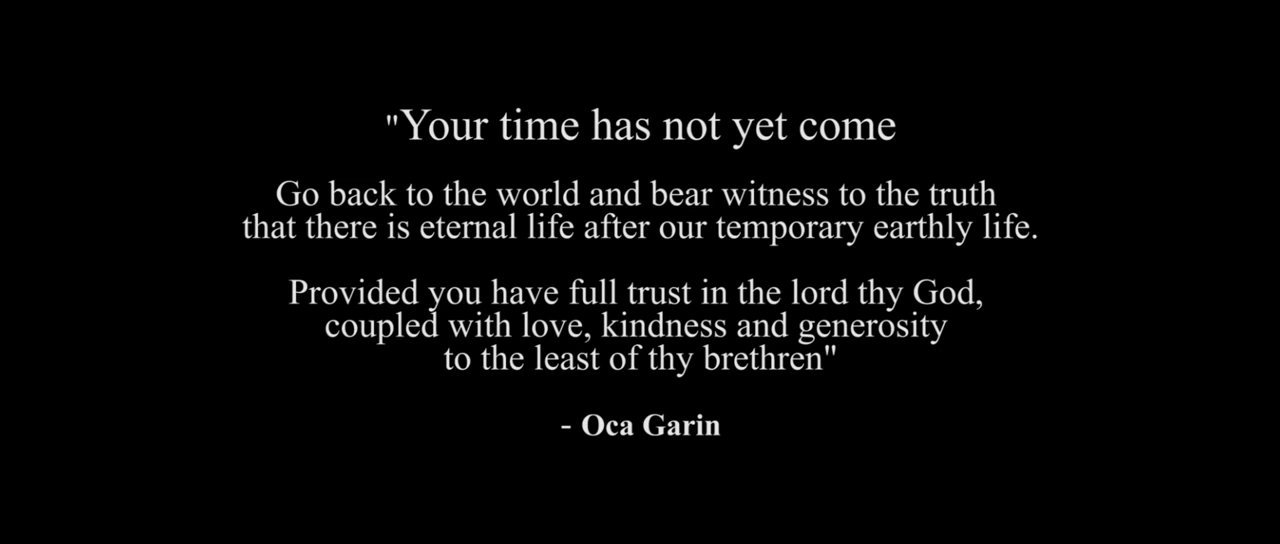 "Your time has not yet come
Go back to the world and bear witness to the truth
that there is eternal life after our temporary earthly life.
Provided you have full trust in the lord thy God,
coupled with love, kindness and generosity
to the least of thy brethren"
- Oca Garin